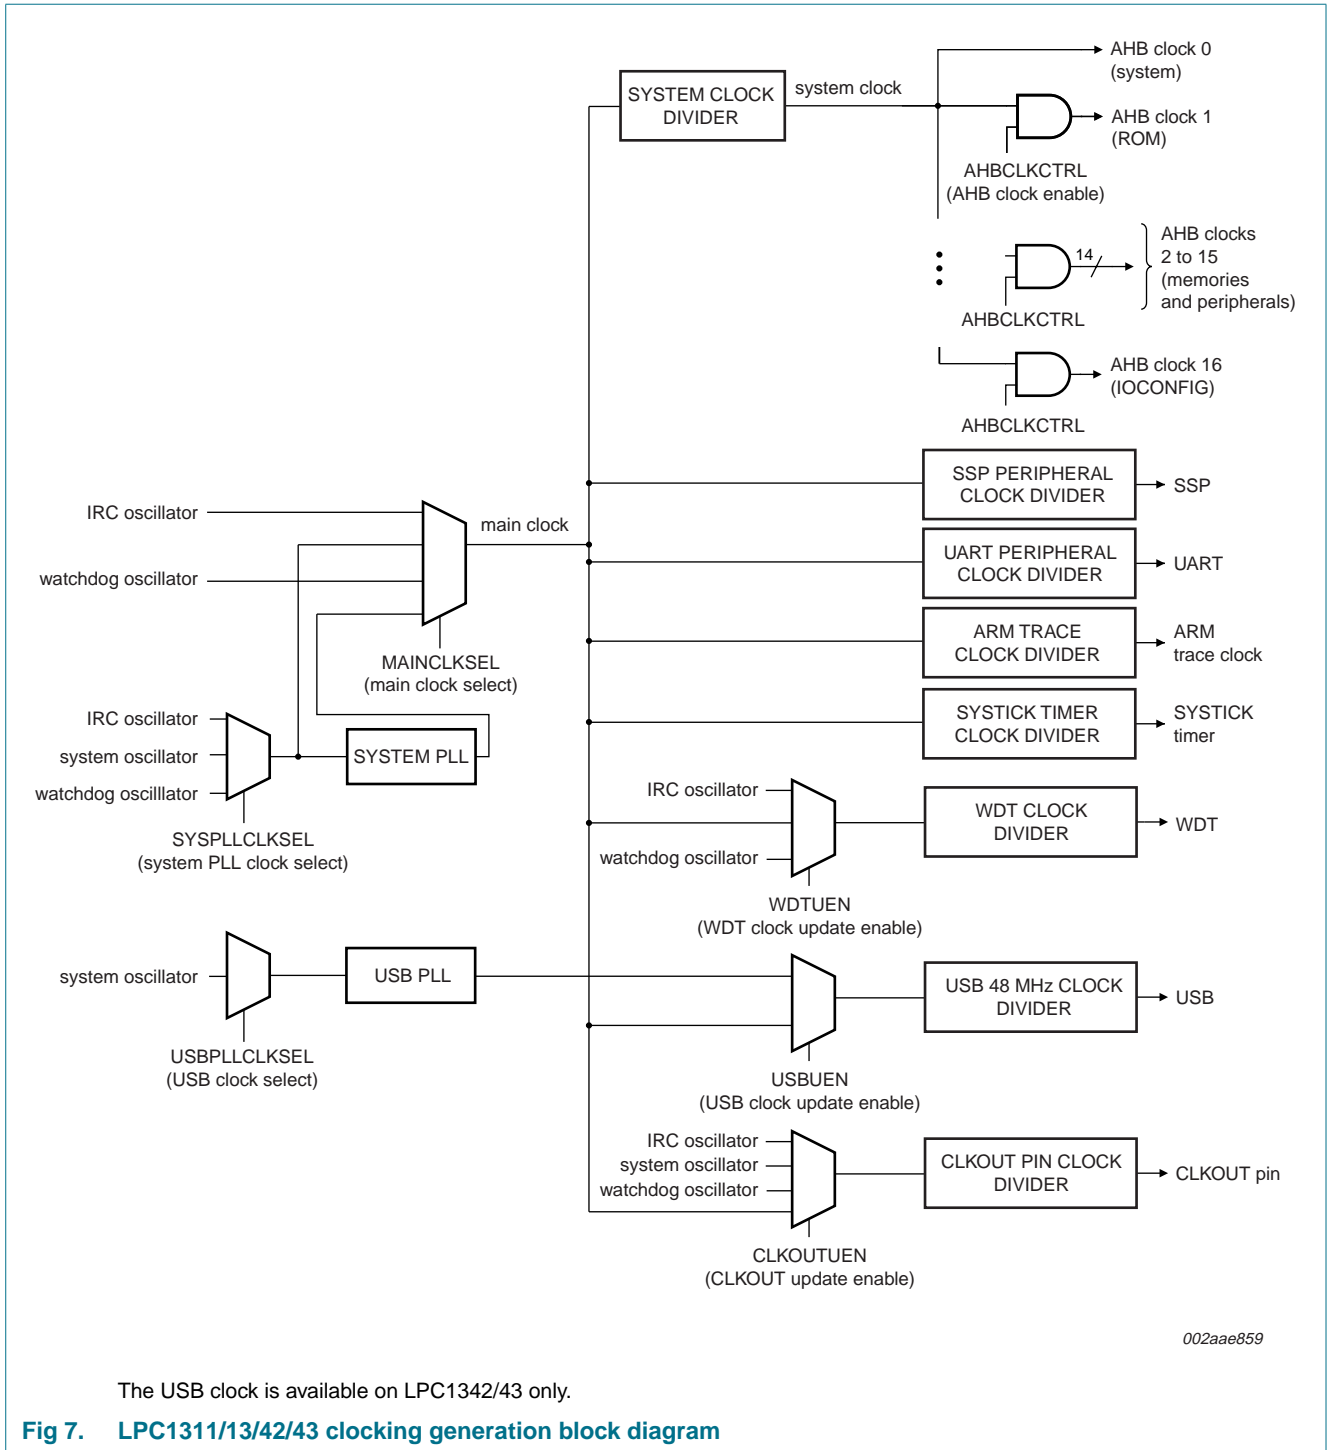 AHB clock 0
(system)
SYSTEM CLOCK
DIVIDER
system clock
AHB clock 1
(ROM)
AHBCLKCTRL
(AHB clock enable)
14
AHB clocks
2 to 15
(memories
and peripherals)
AHBCLKCTRL
AHB clock 16
(IOCONFIG)
AHBCLKCTRL
SSP PERIPHERAL
CLOCK DIVIDER
SSP
IRC oscillator
main clock
watchdog oscillator
UART PERIPHERAL
CLOCK DIVIDER
UART
MAINCLKSEL
(main clock select)
ARM TRACE
CLOCK DIVIDER
ARM
trace clock
IRC oscillator
system oscillator
watchdog oscilllator
SYSTEM PLL
SYSTICK TIMER
CLOCK DIVIDER
SYSTICK
timer
SYSPLLCLKSEL
(system PLL clock select)
IRC oscillator
watchdog oscillator
WDT CLOCK
DIVIDER
WDT
WDTUEN
(WDT clock update enable)
system oscillator
USB PLL
USB 48 MHz CLOCK
DIVIDER
USB
USBPLLCLKSEL
(USB clock select)
USBUEN
(USB clock update enable)
IRC oscillator
system oscillator
watchdog oscillator
CLKOUT PIN CLOCK
DIVIDER
CLKOUT pin
CLKOUTUEN
(CLKOUT update enable)
002aae859
The USB clock is available on LPC1342/43 only.
Fig 7. LPC1311/13/42/43 clocking generation block diagram